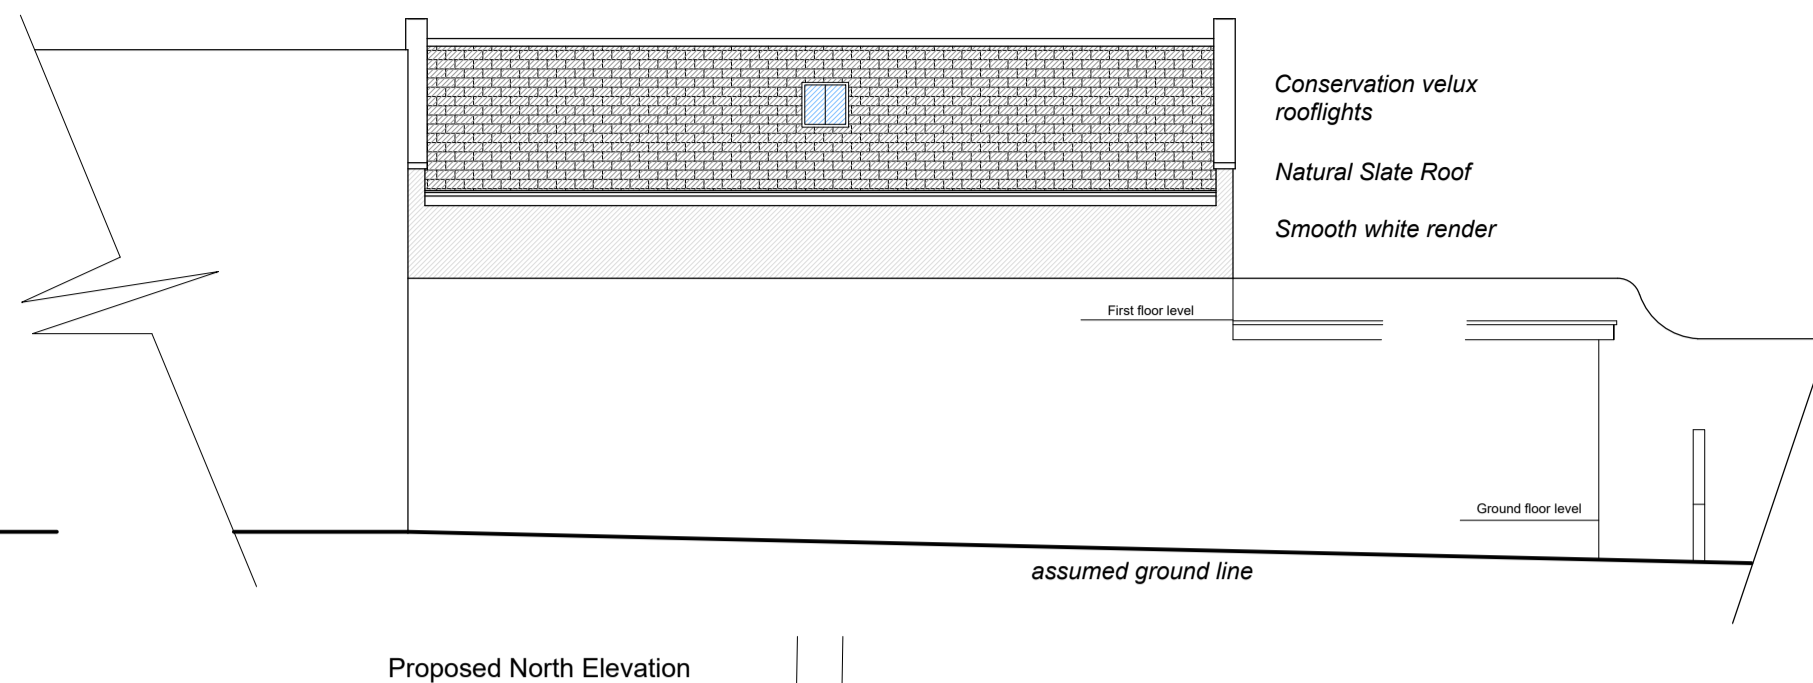 Conservation velux
rooflights
Natural Slate Roof
Smooth white render
First floor level
Ground floor level
assumed ground line
Proposed North Elevation